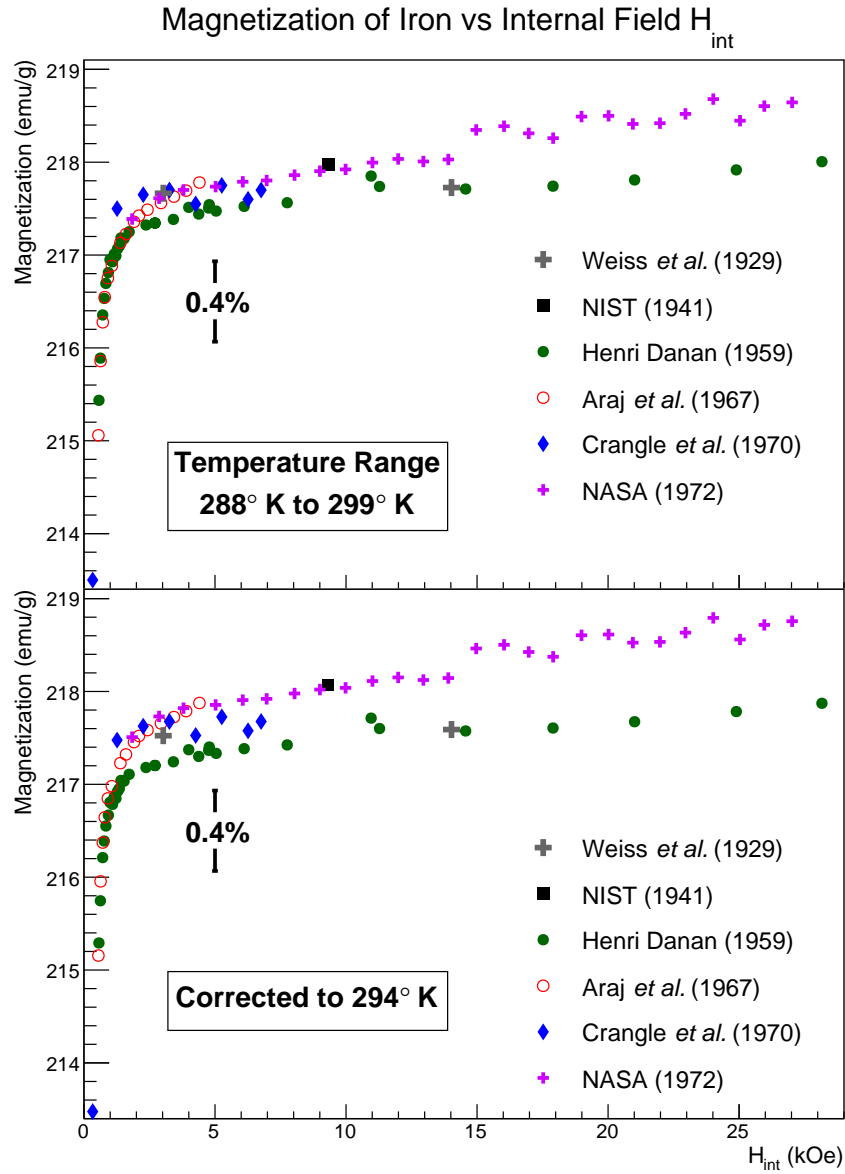 Magnetization of Iron vs Internal Field H_int
Magnetization (emu/g)
219
218
217
216
215
214
0.4%
Weiss et al. (1929)
NIST (1941)
Henri Danan (1959)
Araj et al. (1967)
Crangle et al. (1970)
NASA (1972)
Temperature Range
288° K to 299° K
Magnetization (emu/g)
219
218
217
216
215
214
0.4%
Weiss et al. (1929)
NIST (1941)
Henri Danan (1959)
Araj et al. (1967)
Crangle et al. (1970)
NASA (1972)
Corrected to 294° K
0 5 10 15 20 25
H_int (kOe)